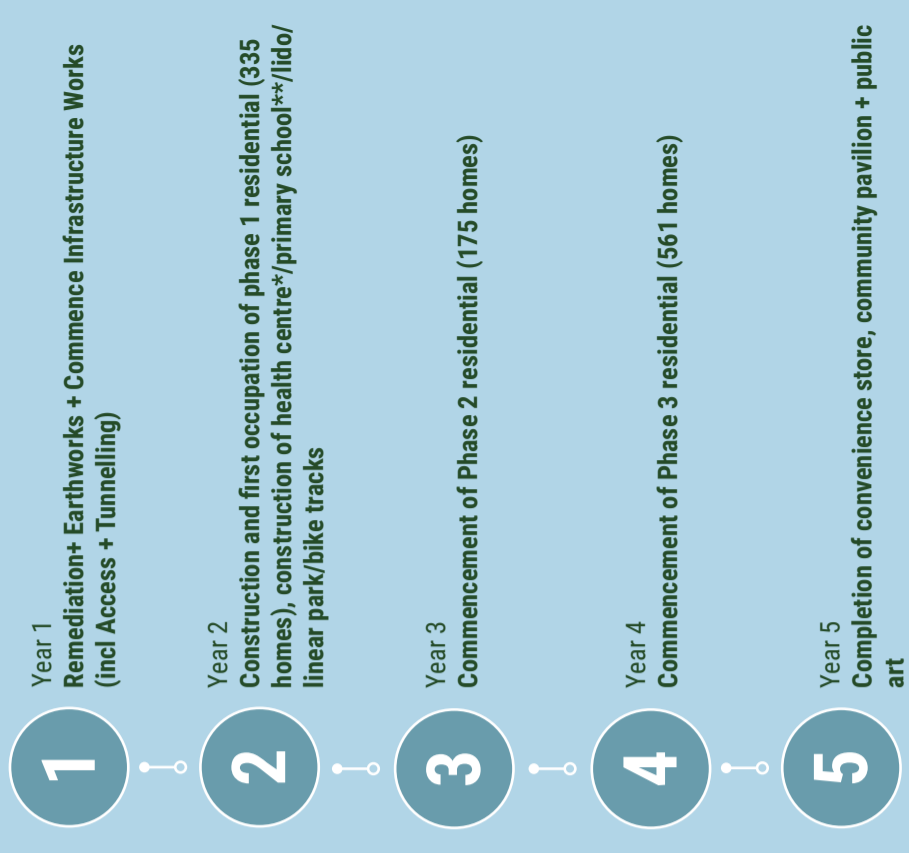 1
Year 1
Remediation+ Earthworks + Commence Infrastructure Works
(incl Access + Tunnelling)
2
Year 2
Construction and first occupation of phase 1 residential (335
homes), construction of health centre*/primary school**/lido/
linear park/bike tracks
3
Year 3
Commencement of Phase 2 residential (175 homes)
4
Year 4
Commencement of Phase 3 residential (561 homes)
5
Year 5
Completion of convenience store, community pavilion + public
art